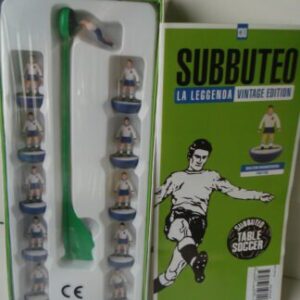 SUBBUTEO
LA LEGGENDA VINTAGE EDITION
SUBBUTEO
TABLE
SOCCER
CE